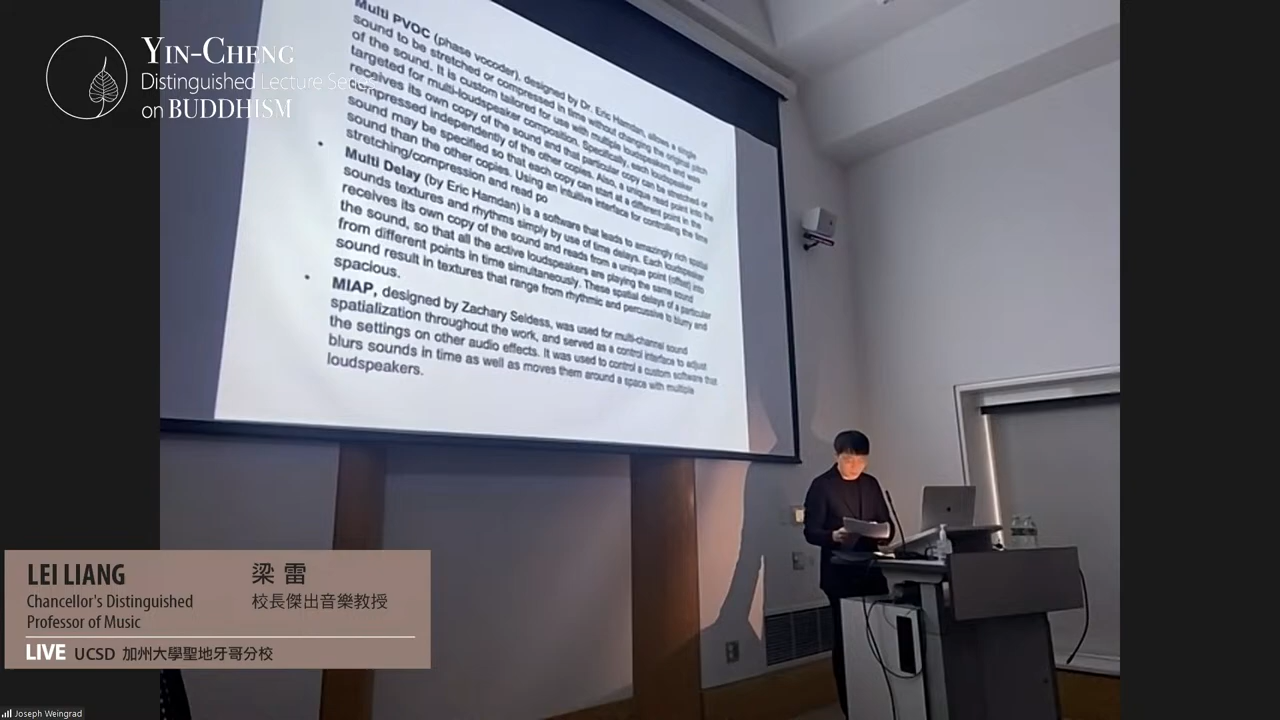 YIN-CHENG
Distinguished Lecture Series
on BUDDHISM
Multi PVOC (phase vocoder), designed by Dr. Eric Hamdan, allows a single
sound to be stretched or compressed in time without changing the original pitch
of the sound. It is custom tailored for use with multiple loudspeakers and was
targeted for multi-loudspeaker composition. Specifically, each loudspeaker
receives its own copy of the sound and that particular copy can be stretched or
compressed independently of the other copies. Also, a unique read point into the
sound may be specified so that each copy can start at a different point in the
sound than the other copies. Using an intuitive interface for controlling the time
stretching/compression and read po
• Multi Delay (by Eric Hamdan) is a software that leads to amazingly rich spatial
sounds textures and rhythms simply by use of time delays. Each loudspeaker
receives its own copy of the sound and reads from a unique point (offset) into
the sound, so that all the active loudspeakers are playing the same sound
from different points in time simultaneously. These spatial delays of a particular
sound result in textures that range from rhythmic and percussive to blurry and
spacious.
• MIAP, designed by Zachary Seldess, was used for multi-channel sound
spatialization throughout the work, and served as a control interface to adjust
the settings on other audio effects. It was used to control a custom software that
blurs sounds in time as well as moves them around a space with multiple
loudspeakers.
LEI LIANG 梁 雷
Chancellor's Distinguished 校長傑出音樂教授
Professor of Music
LIVE UCSD 加州大學聖地牙哥分校
Joseph Weingrad